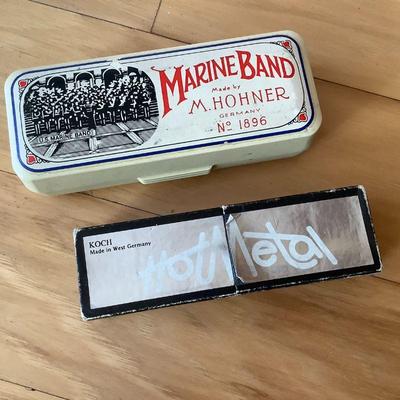 MARINE BAND
Made by
M. HOHNER
GERMANY
Nº 1896
(U.S. MARINE BAND)
KOCH
Made in West Germany
Hot Metal